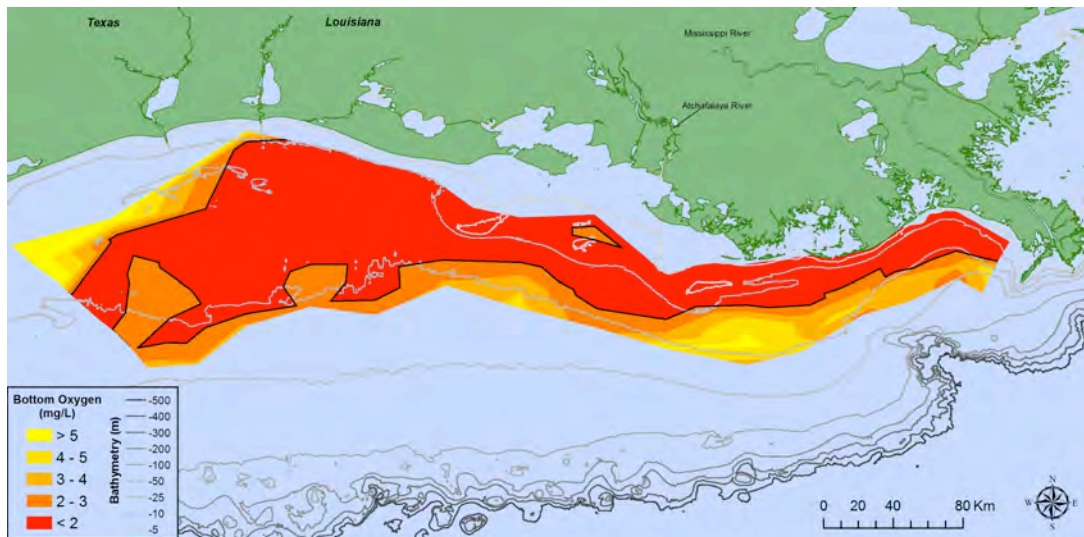 Texas
Louisiana
Mississippi River
Atchafalaya River
Bottom Oxygen
(mg/L)
> 5
4 - 5
3 - 4
2 - 3
< 2
Bathymetry (m)
-500
-400
-300
-200
-100
-50
-25
-10
-5
N
W
E
S
0 20 40 80 Km